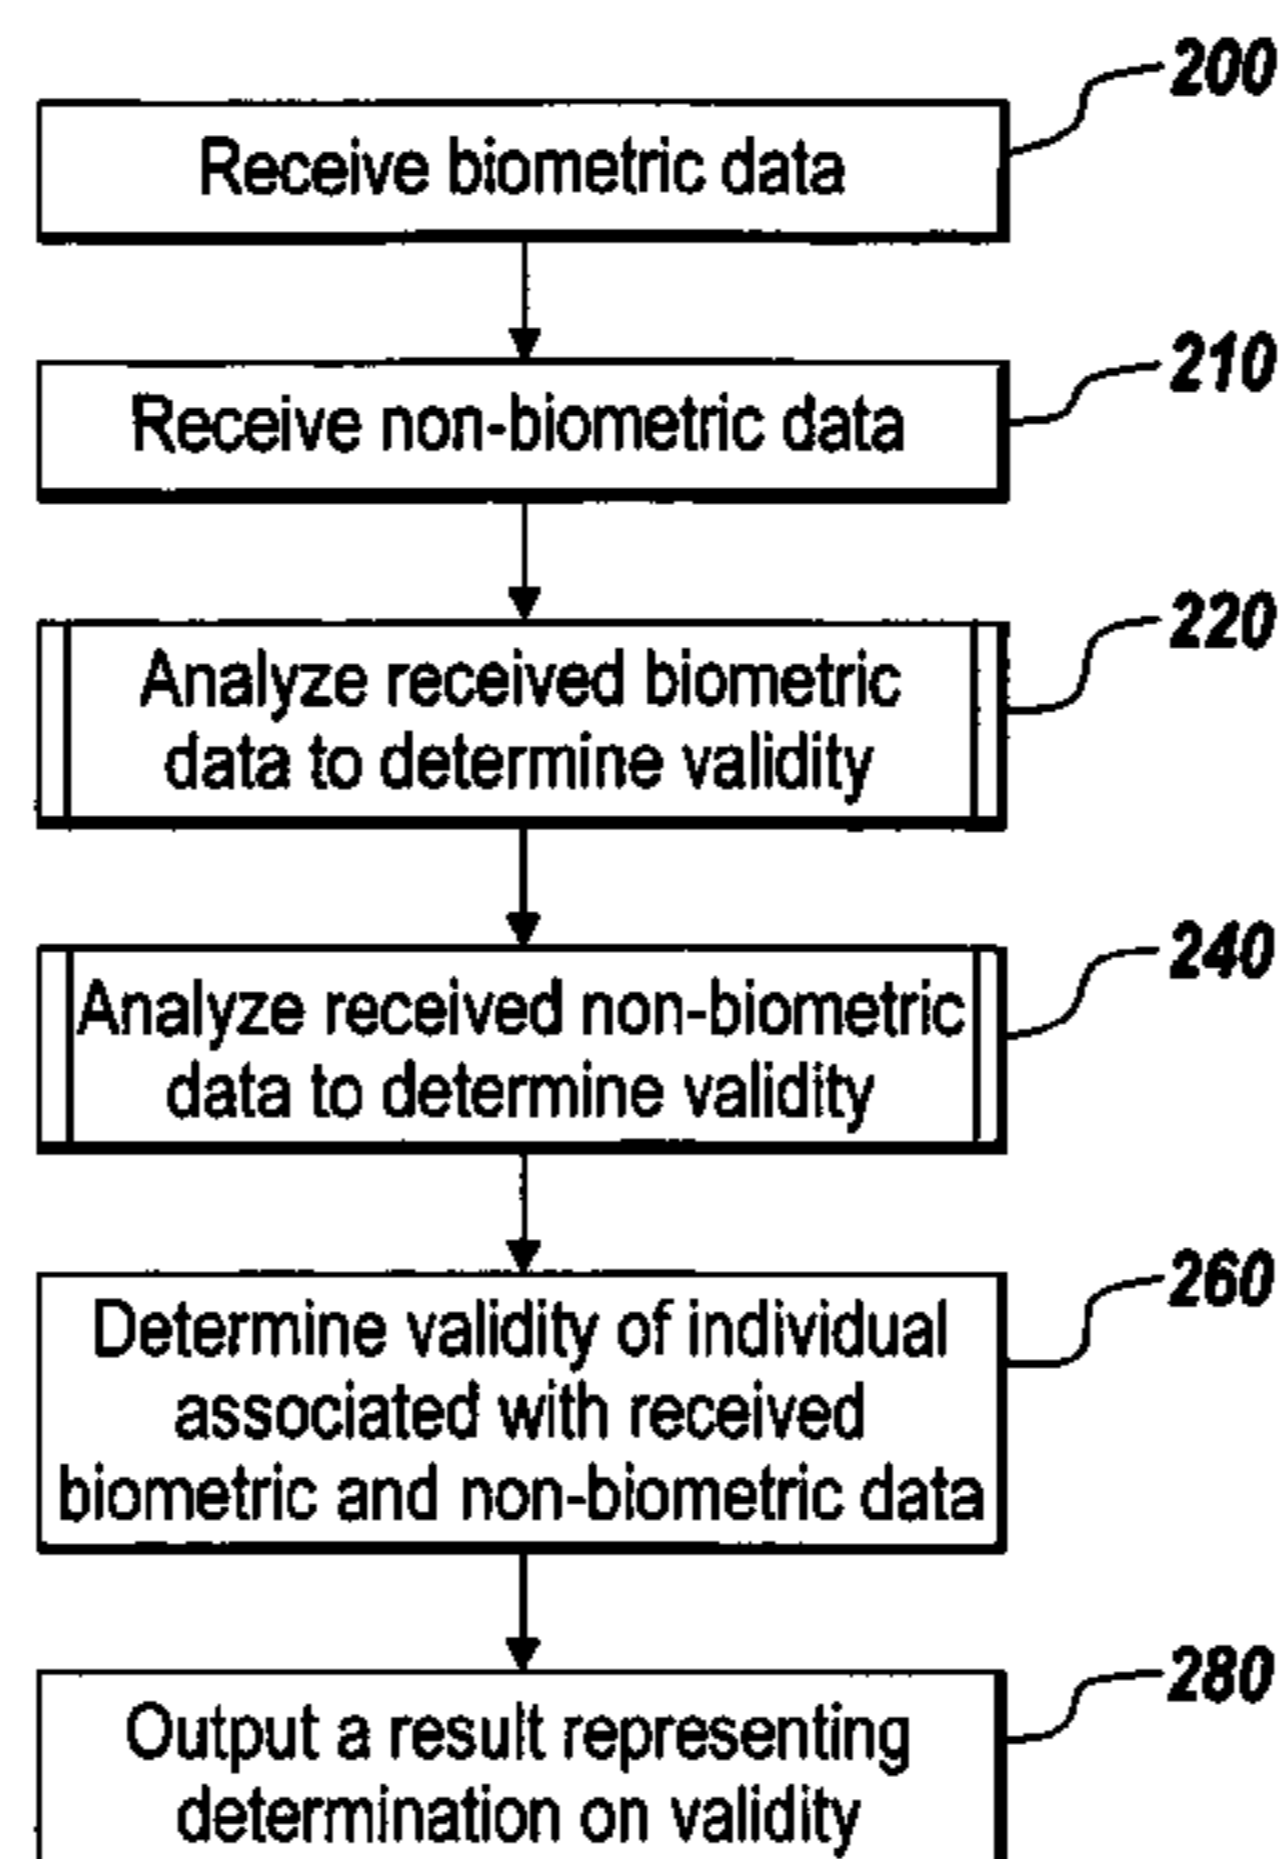 200
Receive biometric data
210
Receive non-biometric data
220
Analyze received biometric
data to determine validity
240
Analyze received non-biometric
data to determine validity
260
Determine validity of individual
associated with received
biometric and non-biometric data
280
Output a result representing
determination on validity